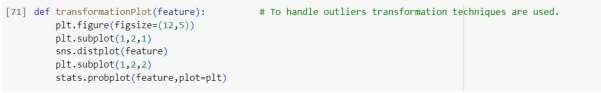 [71] def transformationPlot(feature):          # To handle outliers transformation techniques are used.
         plt.figure(figsize=(12,5))
         plt.subplot(1,2,1)
         sns.distplot(feature)
         plt.subplot(1,2,2)
         stats.probplot(feature,plot=plt)